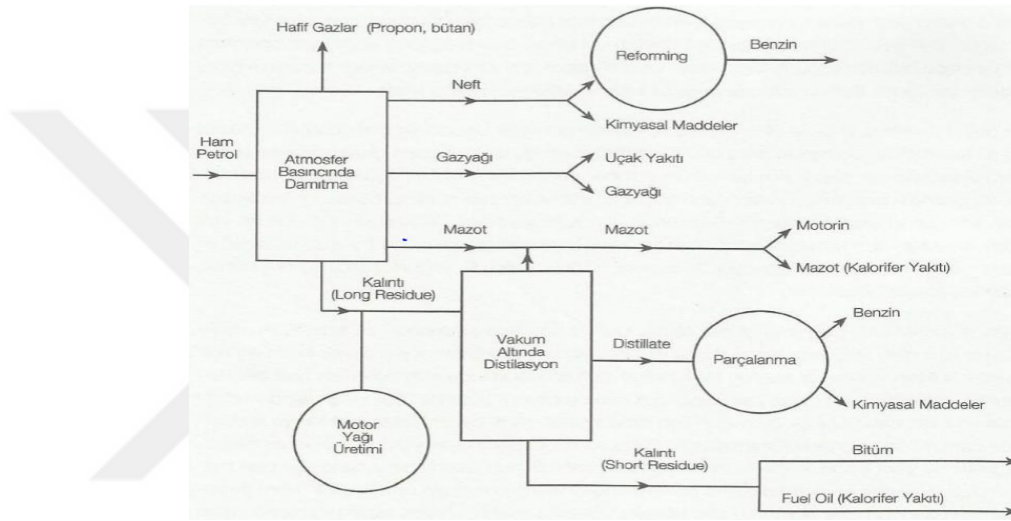 Hafif Gazlar (Propon, bütan)
Reforming
Benzin
Neft
Kimyasal Maddeler
Ham
Petrol
Atmosfer
Basıncında
Damıtma
Gazyağı
Uçak Yakıtı
Gazyağı
Mazot
Mazot
Motorin
Mazot (Kalorifer Yakıtı)
Kalıntı
(Long Residue)
Vakum
Altında
Distilasyon
Distillate
Parçalanma
Benzin
Kimyasal Maddeler
Motor
Yağı
Üretimi
Kalıntı
(Short Residue)
Bitüm
Fuel Oil (Kalorifer Yakıtı)